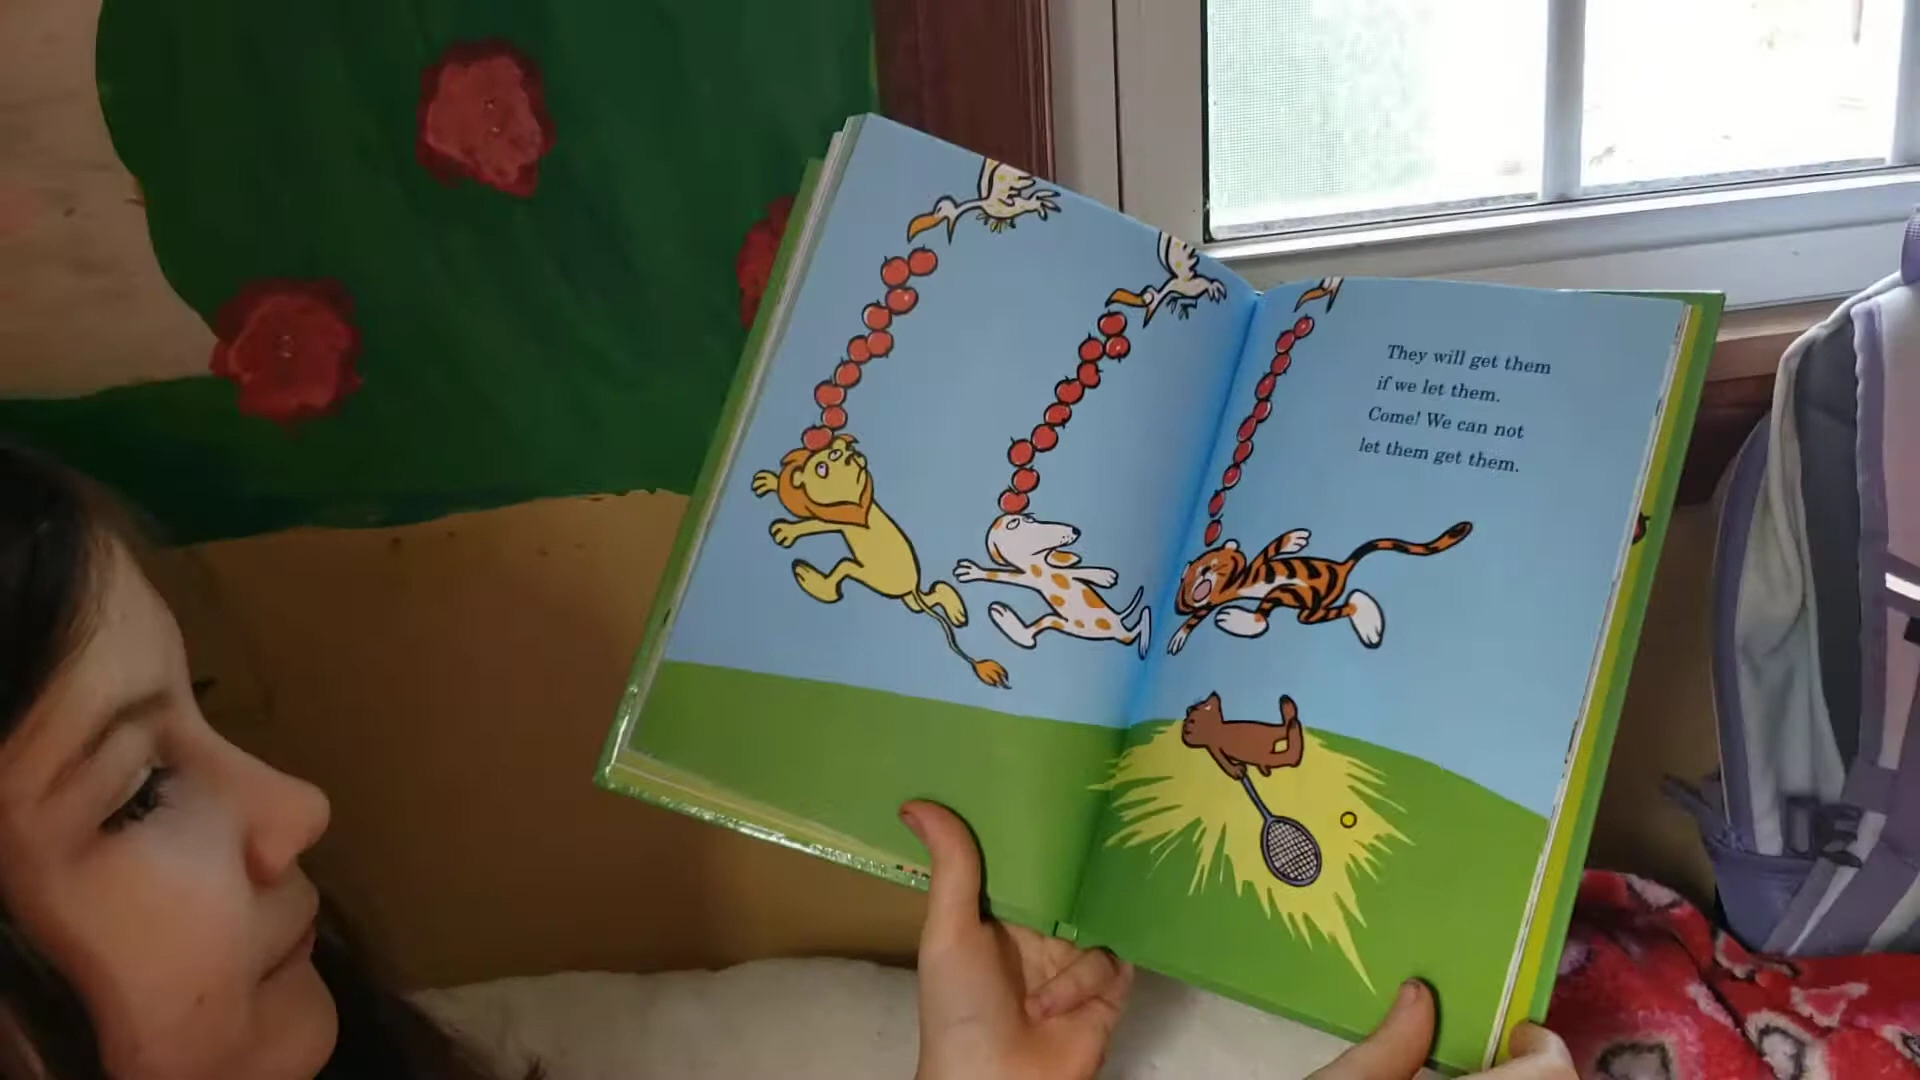 They will get them
if we let them.
Come! We can not
let them get them.